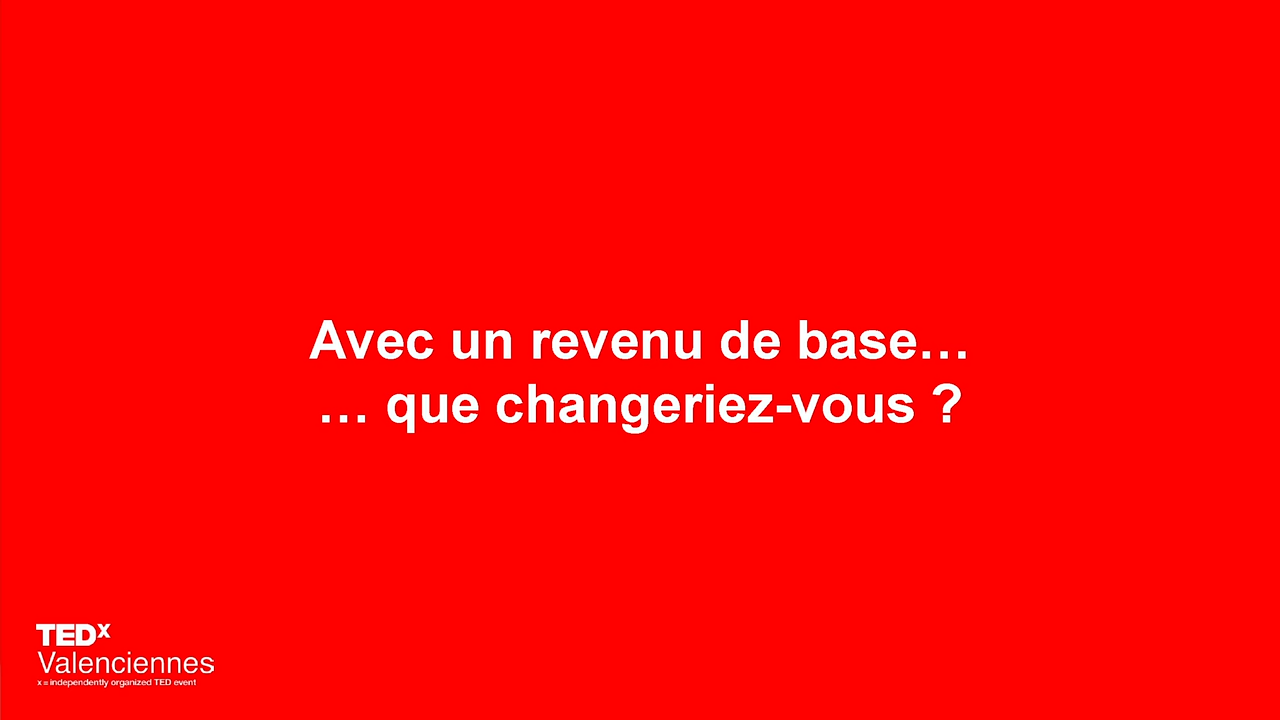 Avec un revenu de base…
… que changeriez-vous ?
TEDx
Valenciennes
x = independently organized TED event